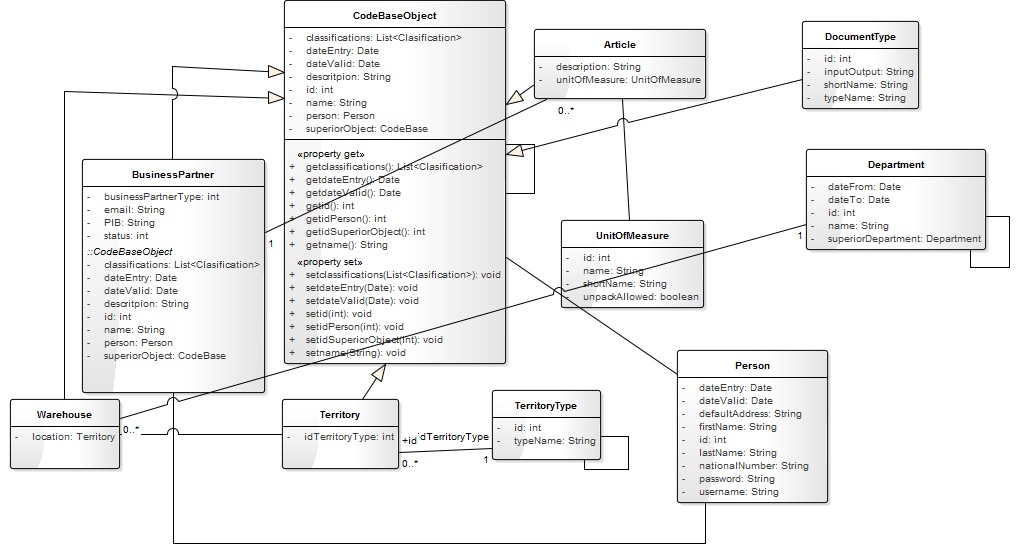 CodeBaseObject
- classifications: List<Clasification>
- dateEntry: Date
- dateValid: Date
- descritpion: String
- id: int
- name: String
- person: Person
- superiorObject: CodeBase
«property get»
+ getclassifications(): List<Clasification>
+ getdateEntry(): Date
+ getdateValid(): Date
+ getid(): int
+ getidPerson(): int
+ getidSuperiorObject(): int
+ getname(): String
«property set»
+ setclassifications(List<Clasification>): void
+ setdateEntry(Date): void
+ setdateValid(Date): void
+ setid(int): void
+ setidPerson(int): void
+ setidSuperiorObject(Int): void
+ setname(String): void
Article
- description: String
- unitOfMeasure: UnitOfMeasure
0..*
DocumentType
- id: int
- inputOutput: String
- shortName: String
- typeName: String
BusinessPartner
- businessPartnerType: int
- email: String
- PIB: String
- status: int
::CodeBaseObject
- classifications: List<Clasification>
- dateEntry: Date
- dateValid: Date
- descritpion: String
- id: int
- name: String
- person: Person
- superiorObject: CodeBase
1
Department
- dateFrom: Date
- dateTo: Date
- id: int
- name: String
- superiorDepartment: Department
1
UnitOfMeasure
- id: int
- name: String
- shortName: String
- unpackAllowed: boolean
Person
- dateEntry: Date
- dateValid: Date
- defaultAddress: String
- firstName: String
- id: int
- lastName: String
- nationalNumber: String
- password: String
- username: String
Warehouse
- location: Territory
0..*
Territory
- idTerritoryType: int
+id
idTerritoryType
0..*
1
TerritoryType
- id: int
- typeName: String